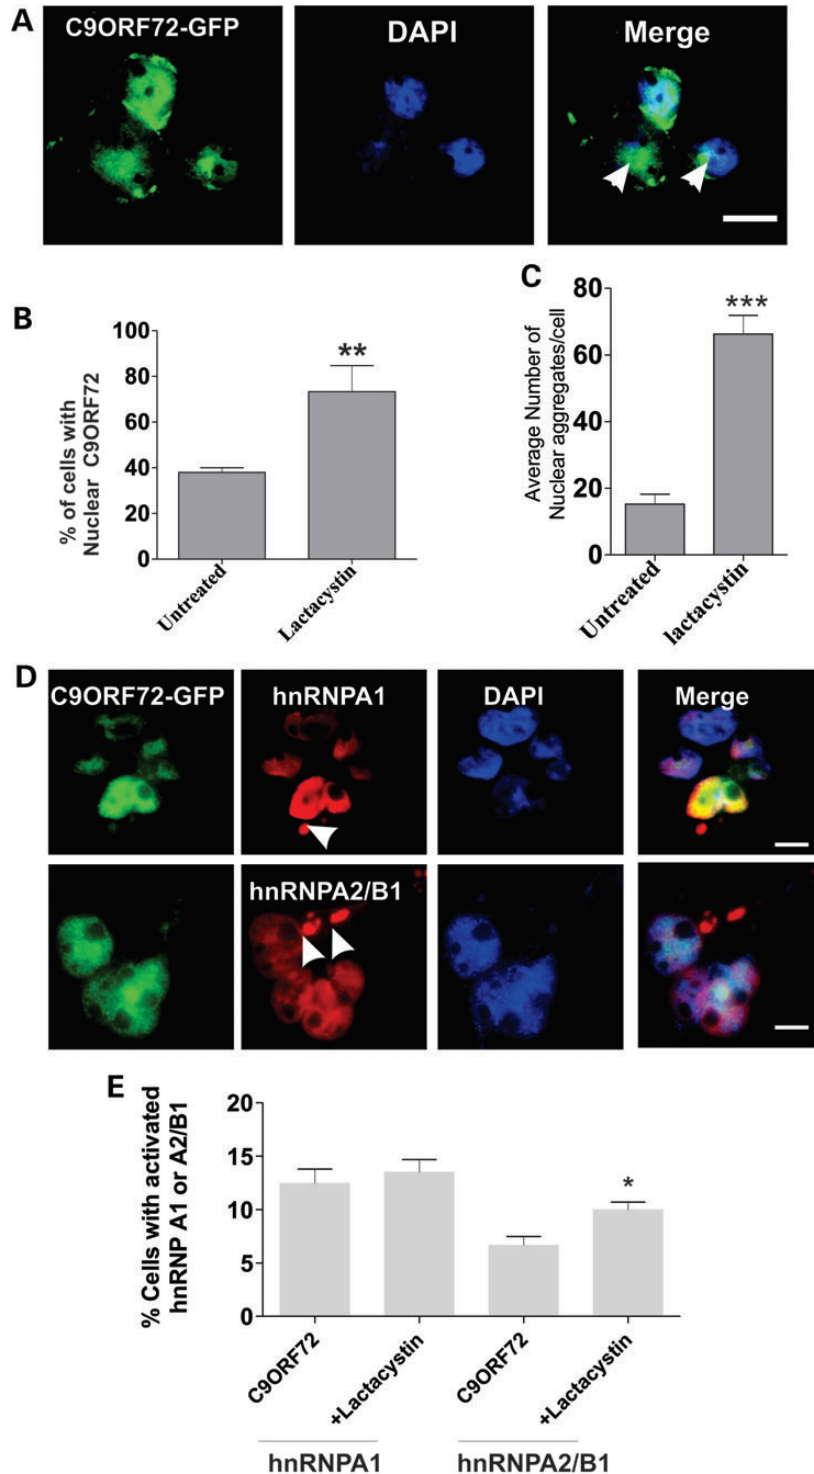 A
C9ORF72-GFP
DAPI
Merge
B
% of cells with
Nuclear C9ORF72
100
80
60
40
20
0
**
Untreated
Lactacystin
C
Average Number of
Nuclear aggregates/cell
80
60
40
20
0
***
Untreated
lactacystin
D
C9ORF72-GFP
hnRNPA1
DAPI
Merge
hnRNPA2/B1
E
% Cells with activated
hnRNP A1 or A2/B1
20
15
10
5
0
*
C9ORF72
+Lactacystin
C9ORF72
+Lactacystin
hnRNPA1
hnRNPA2/B1